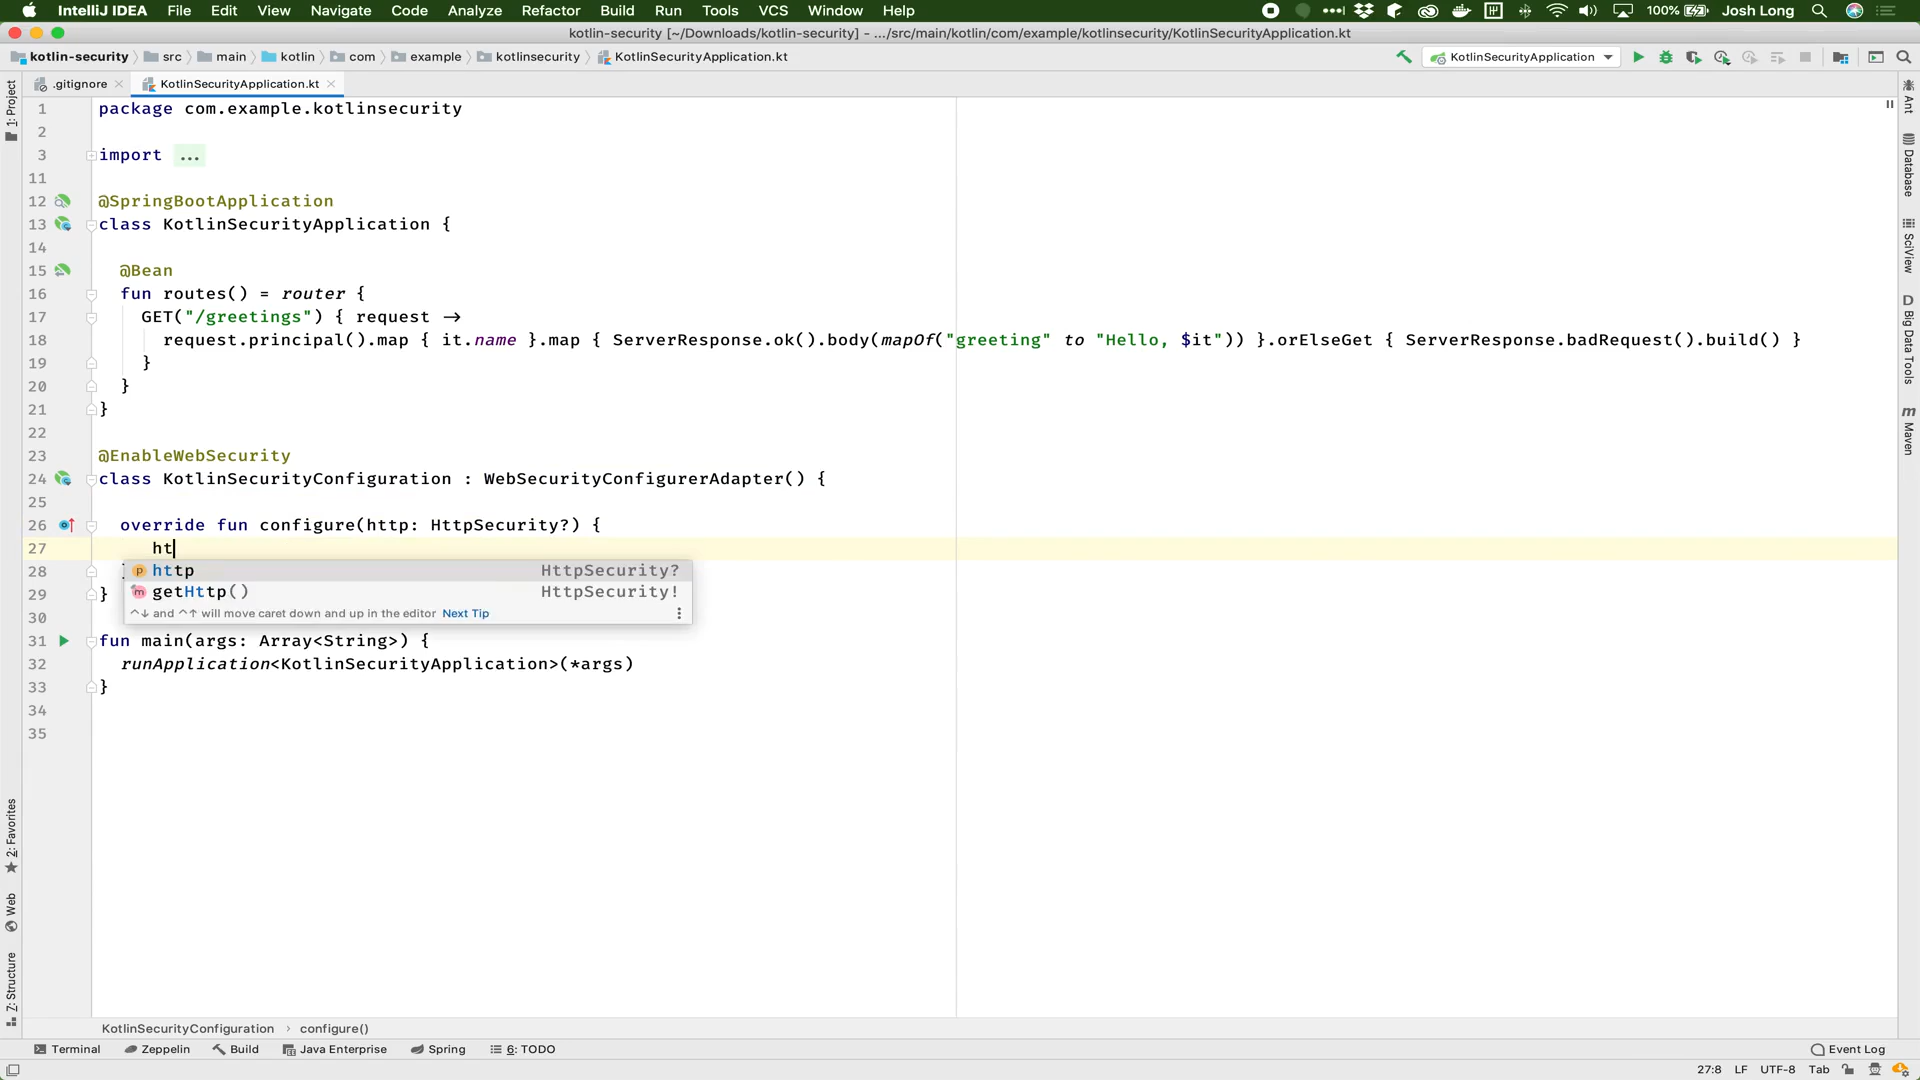 IntelliJ IDEA File Edit View Navigate Code Analyze Refactor Build Run Tools VCS Window Help 100% Josh Long
kotlin-security [~/Downloads/kotlin-security] - .../src/main/kotlin/com/example/kotlinsecurity/KotlinSecurityApplication.kt
kotlin-security src main kotlin com example kotlinsecurity KotlinSecurityApplication.kt KotlinSecurityApplication
.gitignore KotlinSecurityApplication.kt
1: Project
1 package com.example.kotlinsecurity
2
3 import ...
11
12 @SpringBootApplication
13 class KotlinSecurityApplication {
14
15 @Bean
16 fun routes() = router {
17 GET("/greetings") { request ->
18 request.principal().map { it.name }.map { ServerResponse.ok().body(mapOf("greeting" to "Hello, $it")) }.orElseGet { ServerResponse.badRequest().build() }
19 }
20 }
21 }
22
23 @EnableWebSecurity
24 class KotlinSecurityConfiguration : WebSecurityConfigurerAdapter() {
25
26 override fun configure(http: HttpSecurity?) {
27 ht
28 }
p http HttpSecurity?
m getHttp() HttpSecurity!
^↓ and ^↑ will move caret down and up in the editor Next Tip
29 }
30
31 fun main(args: Array<String>) {
32 runApplication<KotlinSecurityApplication>(*args)
33 }
34
35
Ant
Database
SciView
D Big Data Tools
m Maven
2: Favorites
Web
Z: Structure
KotlinSecurityConfiguration › configure()
Terminal Zeppelin Build Java Enterprise Spring 6: TODO Event Log
27:8 LF UTF-8 Tab